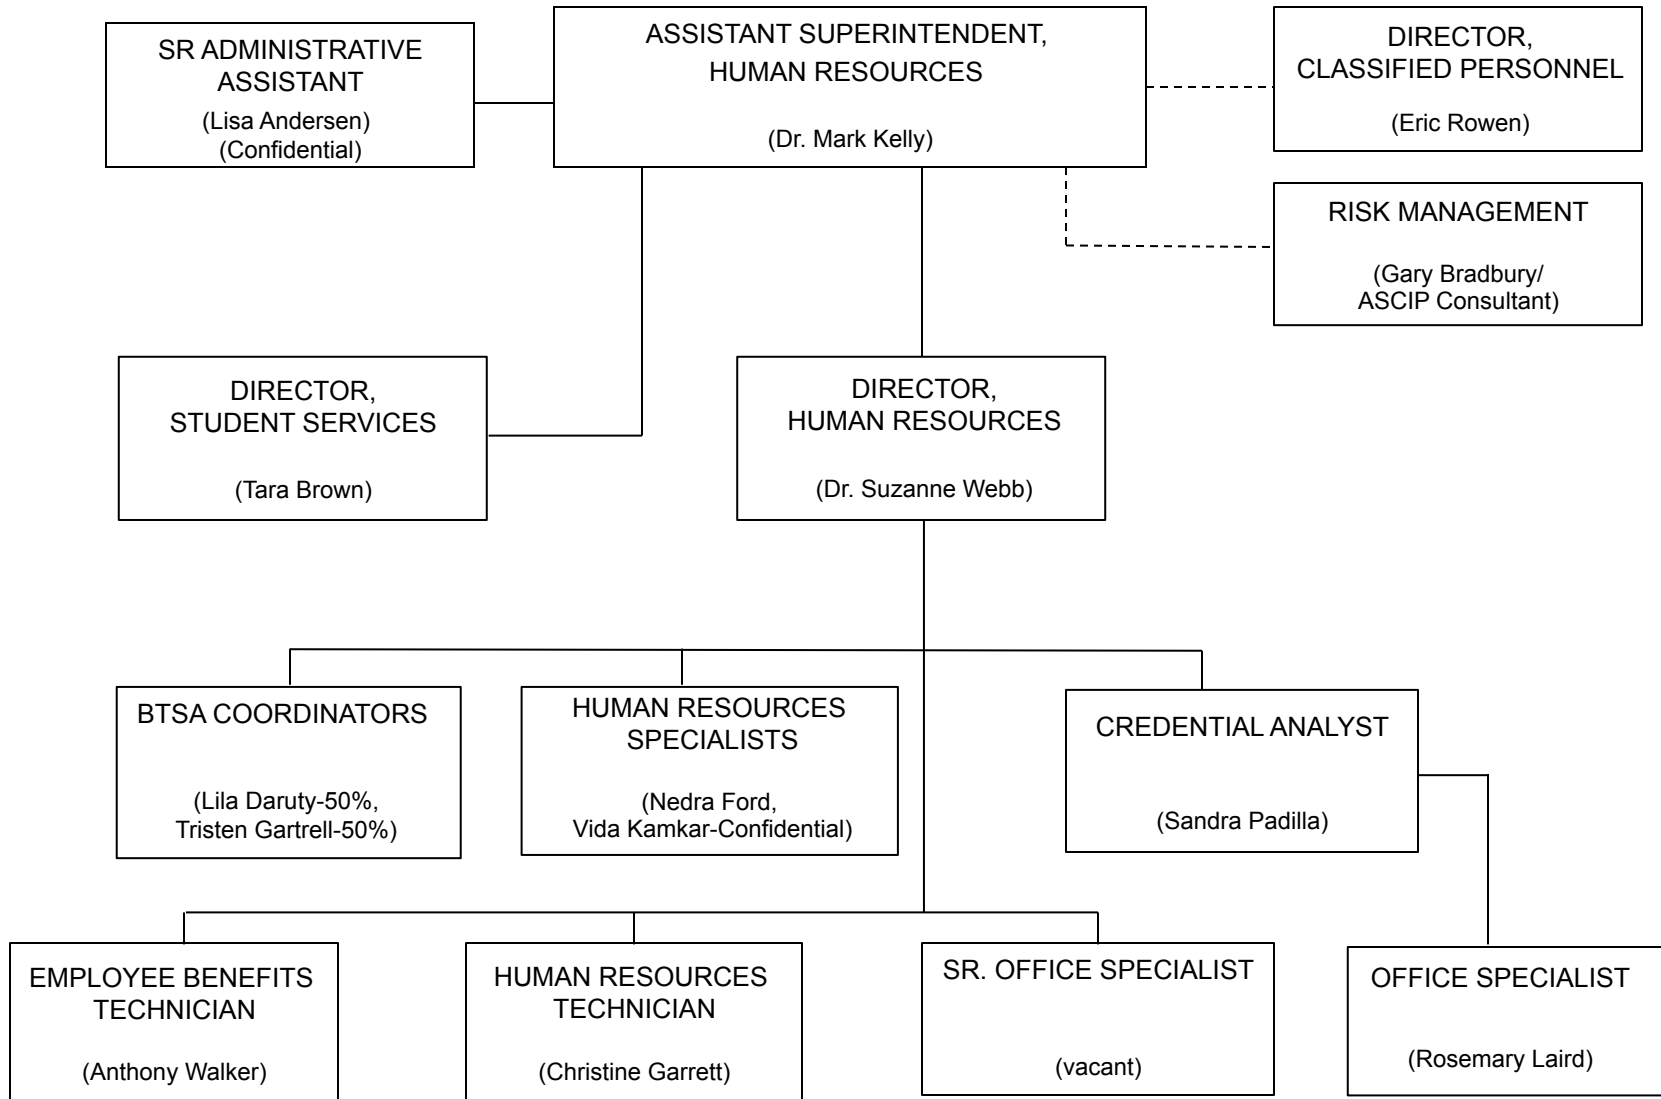 SR ADMINISTRATIVE
ASSISTANT
(Lisa Andersen)
(Confidential)
ASSISTANT SUPERINTENDENT,
HUMAN RESOURCES
(Dr. Mark Kelly)
DIRECTOR,
CLASSIFIED PERSONNEL
(Eric Rowen)
RISK MANAGEMENT
(Gary Bradbury/
ASCIP Consultant)
DIRECTOR,
STUDENT SERVICES
(Tara Brown)
DIRECTOR,
HUMAN RESOURCES
(Dr. Suzanne Webb)
BTSA COORDINATORS
(Lila Daruty-50%,
Tristen Gartrell-50%)
HUMAN RESOURCES
SPECIALISTS
(Nedra Ford,
Vida Kamkar-Confidential)
CREDENTIAL ANALYST
(Sandra Padilla)
EMPLOYEE BENEFITS
TECHNICIAN
(Anthony Walker)
HUMAN RESOURCES
TECHNICIAN
(Christine Garrett)
SR. OFFICE SPECIALIST
(vacant)
OFFICE SPECIALIST
(Rosemary Laird)